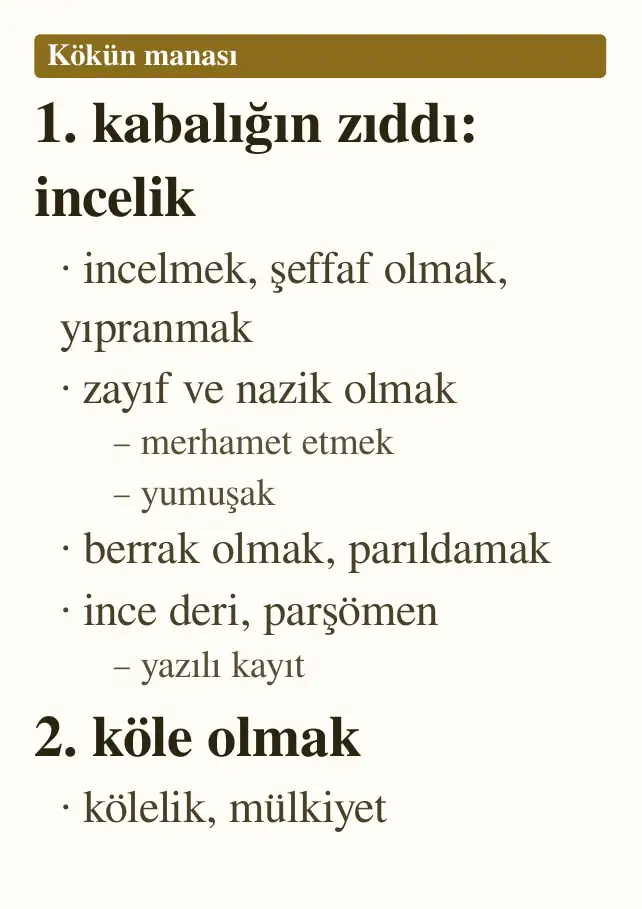 Kökün manası
1. kabalığın zıddı:
incelik
· incelmek, şeffaf olmak,
yıpranmak
· zayıf ve nazik olmak
– merhamet etmek
– yumuşak
· berrak olmak, parıldamak
· ince deri, parşömen
– yazılı kayıt
2. köle olmak
· kölelik, mülkiyet